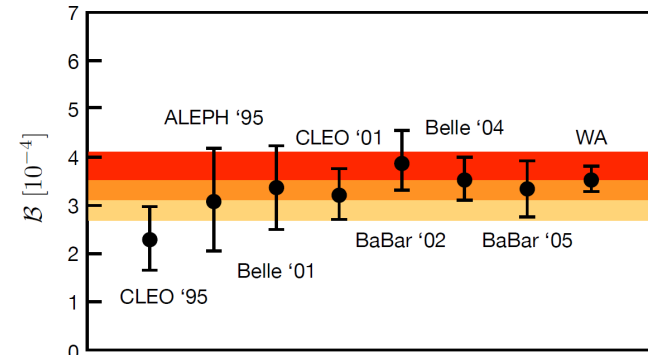 7
6
5
4
3
2
1
0
ℬ [10⁻⁴]
ALEPH ‘95
CLEO ‘01
Belle ‘04
WA
BaBar ‘02
BaBar ‘05
Belle ‘01
CLEO ‘95